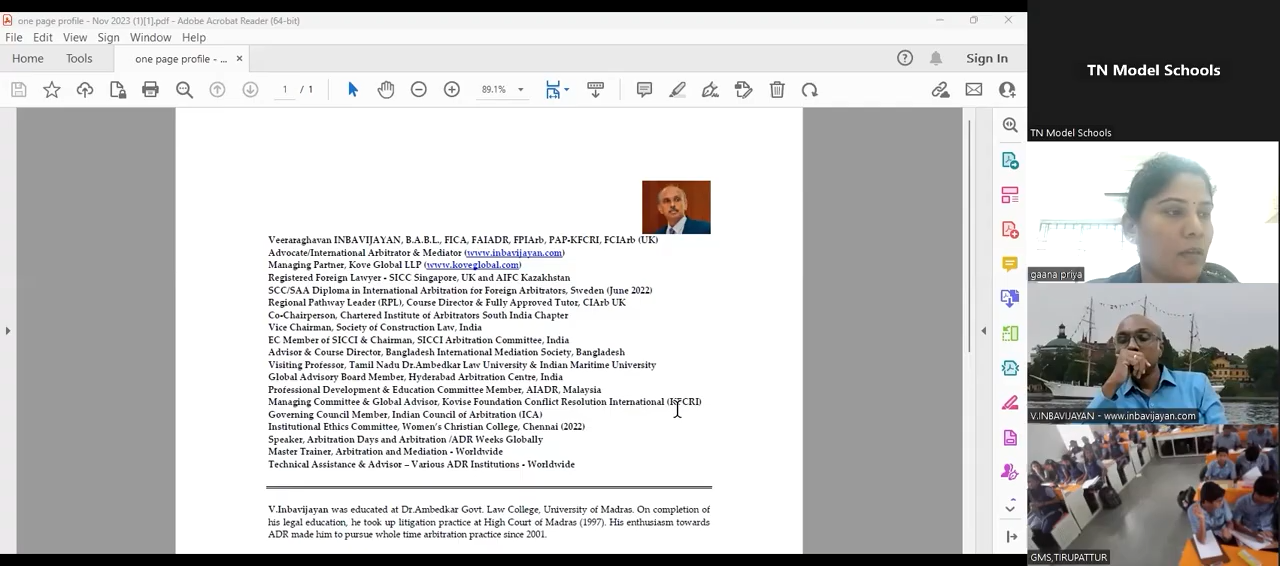 one page profile - Nov 2023 (1)[1].pdf - Adobe Acrobat Reader (64-bit)
File Edit View Sign Window Help
Home Tools one page profile - ... × Sign In
1 / 1 89.1%
Veeraraghavan INBAVIJAYAN, B.A.B.L., FICA, FAIADR, FPIArb, PAP-KFCRI, FCIArb (UK)
Advocate/International Arbitrator & Mediator (www.inbavijayan.com)
Managing Partner, Kove Global LLP (www.koveglobal.com)
Registered Foreign Lawyer - SICC Singapore, UK and AIFC Kazakhstan
SCC/SAA Diploma in International Arbitration for Foreign Arbitrators, Sweden (June 2022)
Regional Pathway Leader (RPL), Course Director & Fully Approved Tutor, CIArb UK
Co-Chairperson, Chartered Institute of Arbitrators South India Chapter
Vice Chairman, Society of Construction Law, India
EC Member of SICCI & Chairman, SICCI Arbitration Committee, India
Advisor & Course Director, Bangladesh International Mediation Society, Bangladesh
Visiting Professor, Tamil Nadu Dr.Ambedkar Law University & Indian Maritime University
Global Advisory Board Member, Hyderabad Arbitration Centre, India
Professional Development & Education Committee Member, AIADR, Malaysia
Managing Committee & Global Advisor, Kovise Foundation Conflict Resolution International (KFCRI)
Governing Council Member, Indian Council of Arbitration (ICA)
Institutional Ethics Committee, Women's Christian College, Chennai (2022)
Speaker, Arbitration Days and Arbitration /ADR Weeks Globally
Master Trainer, Arbitration and Mediation - Worldwide
Technical Assistance & Advisor – Various ADR Institutions - Worldwide
V.Inbavijayan was educated at Dr.Ambedkar Govt. Law College, University of Madras. On completion of
his legal education, he took up litigation practice at High Court of Madras (1997). His enthusiasm towards
ADR made him to pursue whole time arbitration practice since 2001.
TN Model Schools
TN Model Schools
gaana priya
V.INBAVIJAYAN - www.inbavijayan.com
GMS,TIRUPATTUR